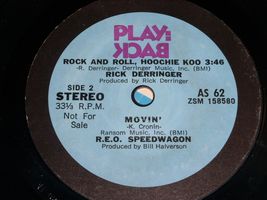 PLAY:
BACK
ROCK AND ROLL, HOOCHIE KOO 3:46
-R. Derringer- Derringer Music, Inc. (BMI)
RICK DERRINGER
Produced by Rick Derringer
SIDE 2
STEREO
33⅓ R.P.M.
Not For
Sale
AS 62
ZSM 158580
MOVIN'
-K. Cronin-
Ransom Music, Inc. (BMI)
R.E.O. SPEEDWAGON
Produced by Bill Halverson